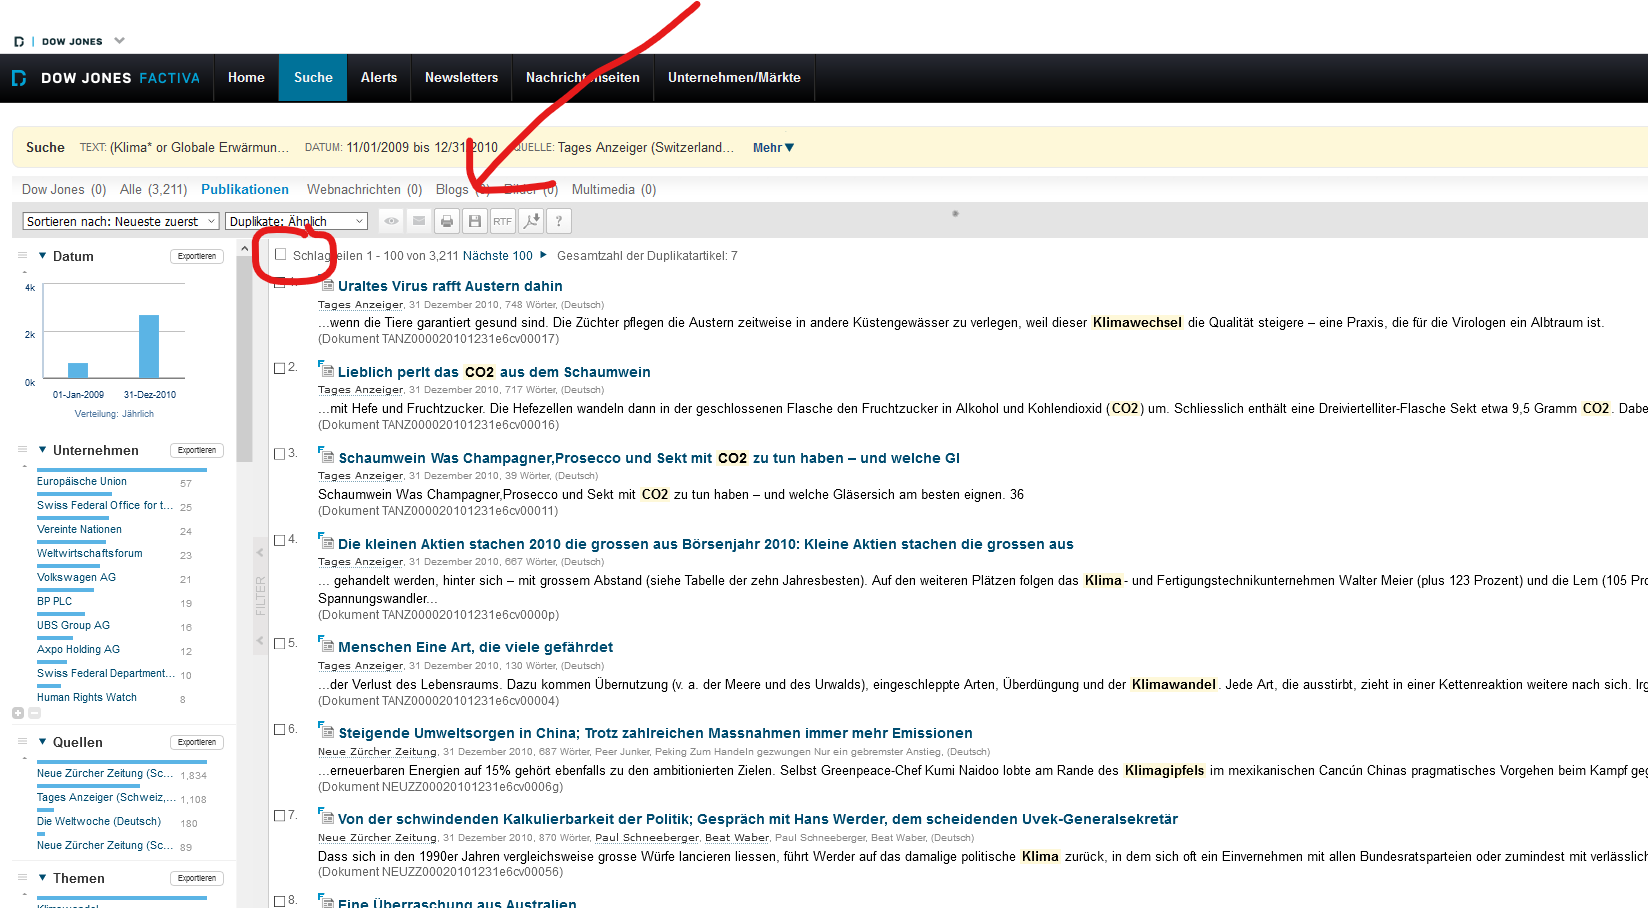 DOW JONES
DOW JONES FACTIVA Home Suche Alerts Newsletters Nachrichtenseiten Unternehmen/Märkte
Suche TEXT: (Klima* or Globale Erwärmun... DATUM: 11/01/2009 bis 12/31/2010 QUELLE: Tages Anzeiger (Switzerland... Mehr
Dow Jones (0) Alle (3,211) Publikationen Webnachrichten (0) Blogs (0) Bilder (0) Multimedia (0)
Sortieren nach: Neueste zuerst Duplikate: Ähnlich RTF ?
Datum Exportieren
4k
2k
0k
01-Jan-2009 31-Dez-2010
Verteilung: Jährlich
Unternehmen Exportieren
Europäische Union 57
Swiss Federal Office for t... 25
Vereinte Nationen 24
Weltwirtschaftsforum 23
Volkswagen AG 21
BP PLC 19
UBS Group AG 16
Axpo Holding AG 12
Swiss Federal Department... 10
Human Rights Watch 8
Quellen Exportieren
Neue Zürcher Zeitung (Sc... 1,834
Tages Anzeiger (Schweiz,... 1,108
Die Weltwoche (Deutsch) 180
Neue Zürcher Zeitung (Sc... 89
Themen Exportieren
Klimawandel
FILTER
Schlagzeilen 1 - 100 von 3,211 Nächste 100 Gesamtzahl der Duplikatartikel: 7
Uraltes Virus rafft Austern dahin
Tages Anzeiger, 31 Dezember 2010, 748 Wörter, (Deutsch)
...wenn die Tiere garantiert gesund sind. Die Züchter pflegen die Austern zeitweise in andere Küstengewässer zu verlegen, weil dieser Klimawechsel die Qualität steigere – eine Praxis, die für die Virologen ein Albtraum ist.
(Dokument TANZ000020101231e6cv00017)
2. Lieblich perlt das CO2 aus dem Schaumwein
Tages Anzeiger, 31 Dezember 2010, 717 Wörter, (Deutsch)
...mit Hefe und Fruchtzucker. Die Hefezellen wandeln dann in der geschlossenen Flasche den Fruchtzucker in Alkohol und Kohlendioxid (CO2) um. Schliesslich enthält eine Dreiviertelliter-Flasche Sekt etwa 9,5 Gramm CO2. Dabe
(Dokument TANZ000020101231e6cv00016)
3. Schaumwein Was Champagner,Prosecco und Sekt mit CO2 zu tun haben – und welche Gl
Tages Anzeiger, 31 Dezember 2010, 39 Wörter, (Deutsch)
Schaumwein Was Champagner,Prosecco und Sekt mit CO2 zu tun haben – und welche Gläsersich am besten eignen. 36
(Dokument TANZ000020101231e6cv00011)
4. Die kleinen Aktien stachen 2010 die grossen aus Börsenjahr 2010: Kleine Aktien stachen die grossen aus
Tages Anzeiger, 31 Dezember 2010, 667 Wörter, (Deutsch)
... gehandelt werden, hinter sich – mit grossem Abstand (siehe Tabelle der zehn Jahresbesten). Auf den weiteren Plätzen folgen das Klima- und Fertigungstechnikunternehmen Walter Meier (plus 123 Prozent) und die Lem (105 Pro
Spannungswandler...
(Dokument TANZ000020101231e6cv0000p)
5. Menschen Eine Art, die viele gefährdet
Tages Anzeiger, 31 Dezember 2010, 130 Wörter, (Deutsch)
...der Verlust des Lebensraums. Dazu kommen Übernutzung (v. a. der Meere und des Urwalds), eingeschleppte Arten, Überdüngung und der Klimawandel. Jede Art, die ausstirbt, zieht in einer Kettenreaktion weitere nach sich. Irg
(Dokument TANZ000020101231e6cv00004)
6. Steigende Umweltsorgen in China; Trotz zahlreichen Massnahmen immer mehr Emissionen
Neue Zürcher Zeitung, 31 Dezember 2010, 687 Wörter, Peer Junker, Peking Zum Handeln gezwungen Nur ein gebremster Anstieg, (Deutsch)
...erneuerbaren Energien auf 15% gehört ebenfalls zu den ambitionierten Zielen. Selbst Greenpeace-Chef Kumi Naidoo lobte am Rande des Klimagipfels im mexikanischen Cancún Chinas pragmatisches Vorgehen beim Kampf geg
(Dokument NEUZZ00020101231e6cv0006g)
7. Von der schwindenden Kalkulierbarkeit der Politik; Gespräch mit Hans Werder, dem scheidenden Uvek-Generalsekretär
Neue Zürcher Zeitung, 31 Dezember 2010, 870 Wörter, Paul Schneeberger, Beat Waber, Paul Schneeberger, Beat Waber, (Deutsch)
Dass sich in den 1990er Jahren vergleichsweise grosse Würfe lancieren liessen, führt Werder auf das damalige politische Klima zurück, in dem sich oft ein Einvernehmen mit allen Bundesratsparteien oder zumindest mit verlässlich
(Dokument NEUZZ00020101231e6cv00056)
8. Eine Überraschung aus Australien